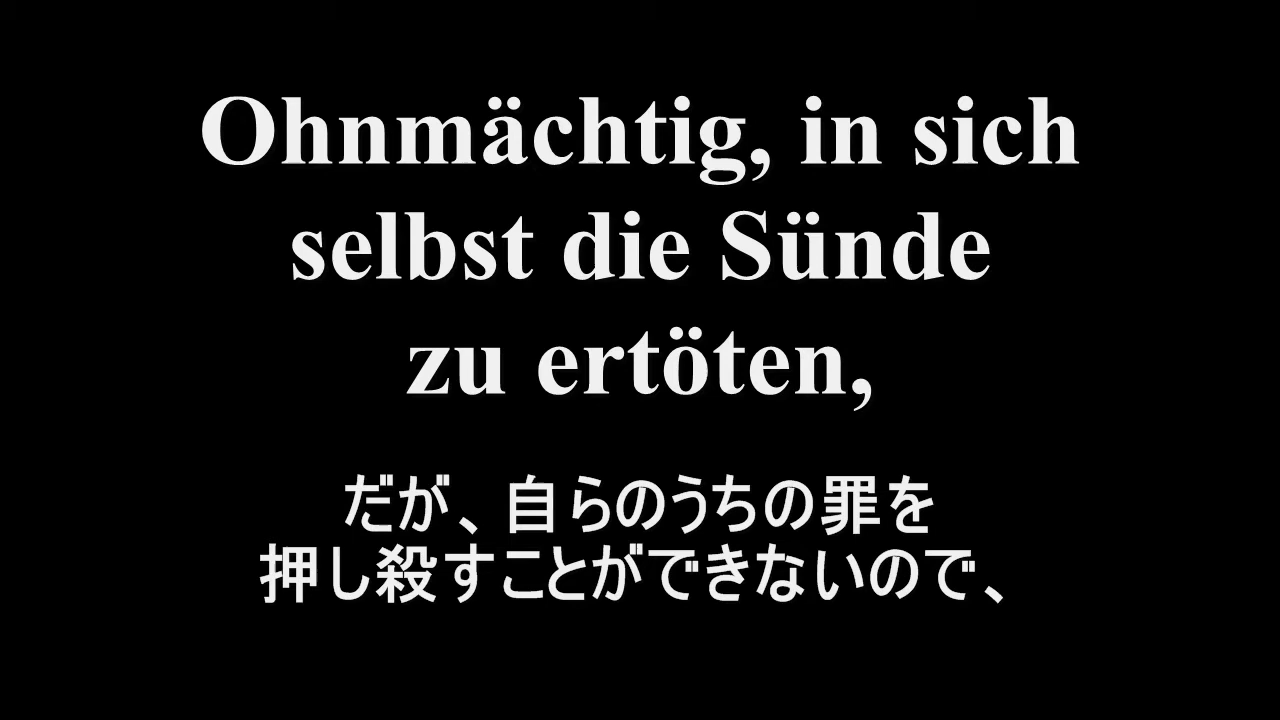 Ohnmächtig, in sich
selbst die Sünde
zu ertöten,
だが、自らのうちの罪を
押し殺すことができないので、